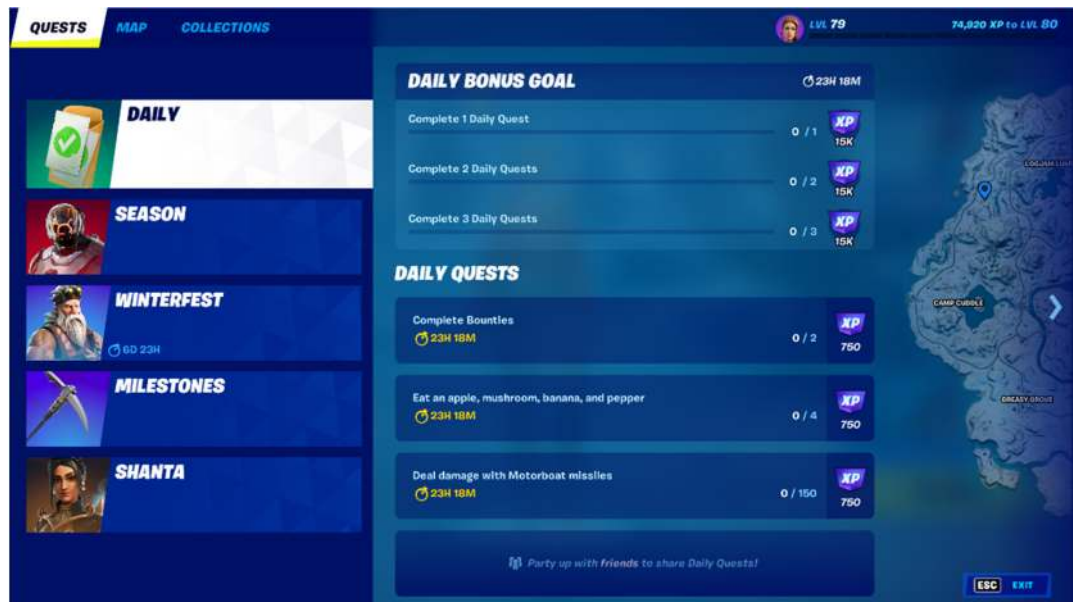 QUESTS MAP COLLECTIONS
LVL 79
74,920 XP to LVL 80
DAILY
SEASON
WINTERFEST
6D 23H
MILESTONES
SHANTA
DAILY BONUS GOAL
23H 18M
Complete 1 Daily Quest
0 / 1
XP
15K
Complete 2 Daily Quests
0 / 2
XP
15K
Complete 3 Daily Quests
0 / 3
XP
15K
DAILY QUESTS
Complete Bounties
23H 18M
0 / 2
XP
750
Eat an apple, mushroom, banana, and pepper
23H 18M
0 / 4
XP
750
Deal damage with Motorboat missiles
23H 18M
0 / 150
XP
750
Party up with friends to share Daily Quests!
CAMP CUDDLE
GREASY GROVE
ESC EXIT